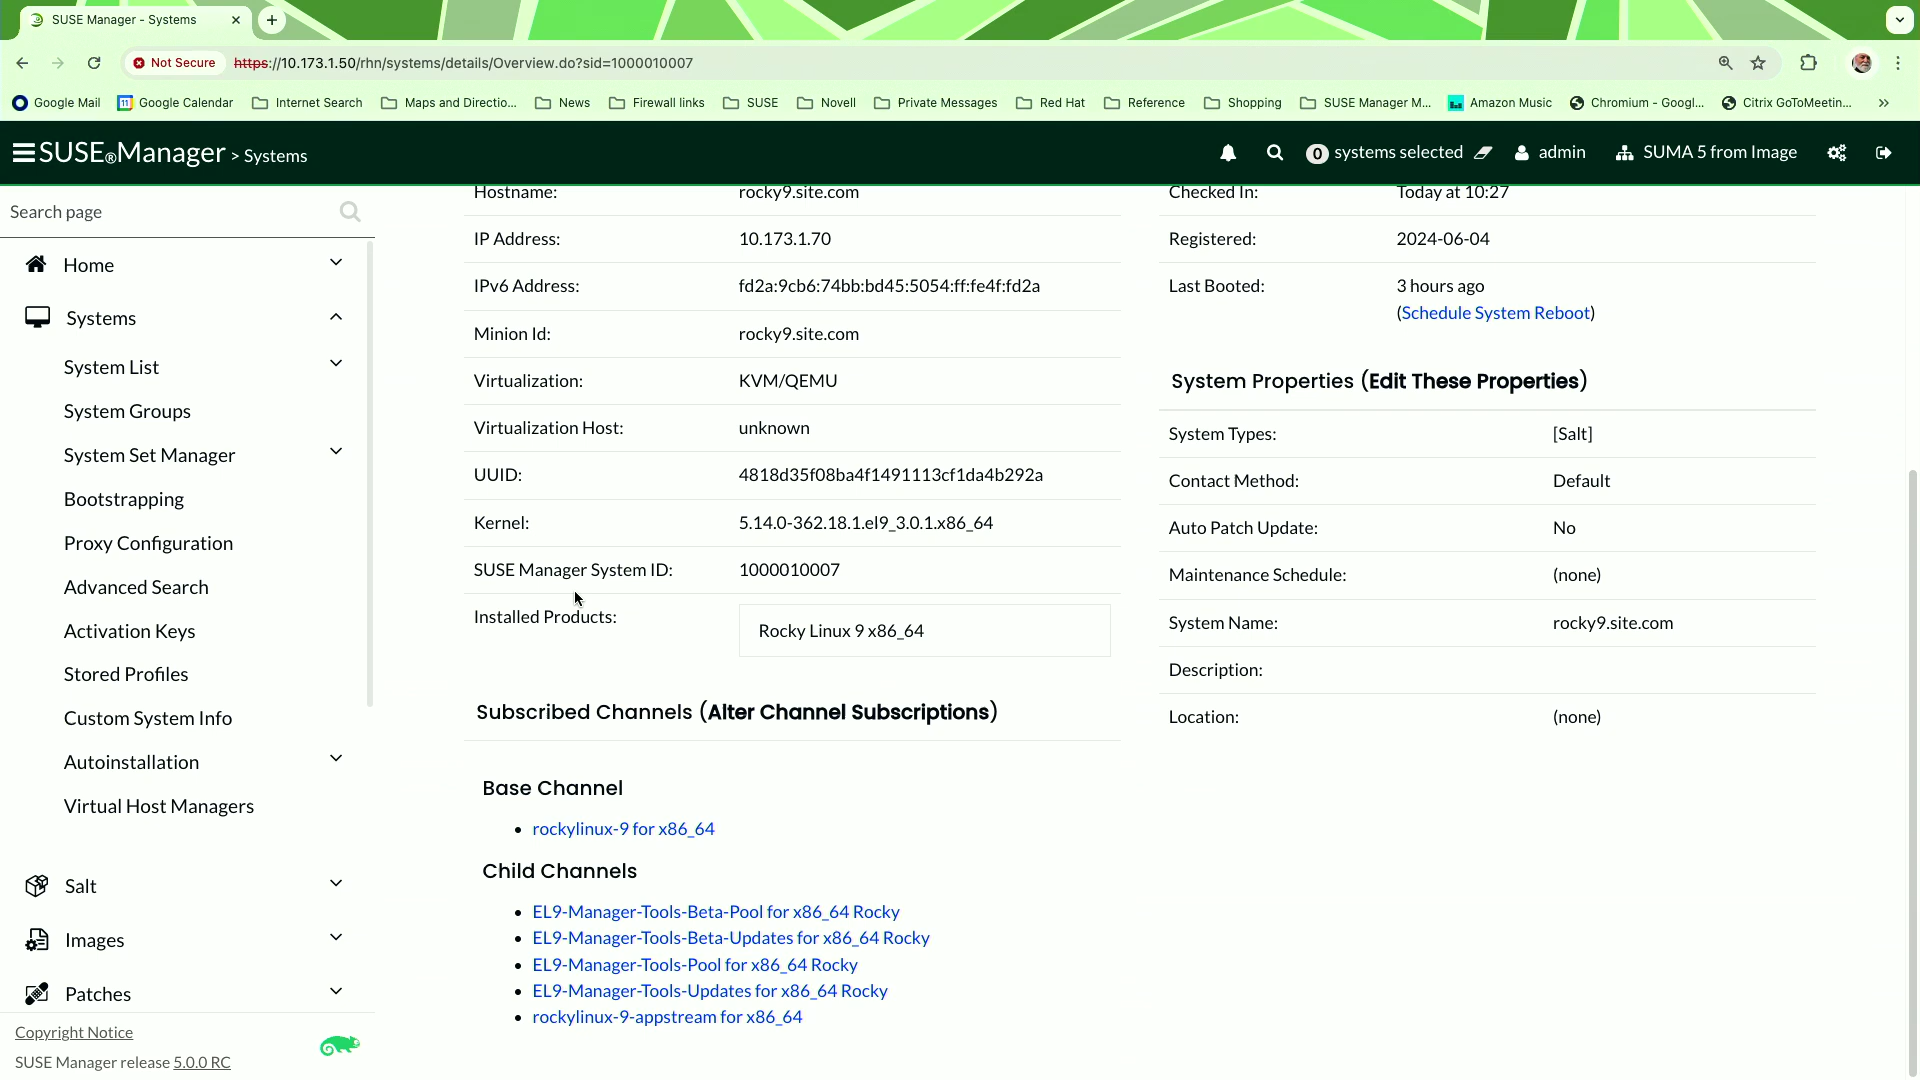 SUSE Manager - Systems
Not Secure https://10.173.1.50/rhn/systems/details/Overview.do?sid=1000010007
Google Mail Google Calendar Internet Search Maps and Directio... News Firewall links SUSE Novell Private Messages Red Hat Reference Shopping SUSE Manager M... Amazon Music Chromium - Googl... Citrix GoToMeetin... »
SUSE®Manager > Systems 0 systems selected admin SUMA 5 from Image
Search page
Home
Systems
System List
System Groups
System Set Manager
Bootstrapping
Proxy Configuration
Advanced Search
Activation Keys
Stored Profiles
Custom System Info
Autoinstallation
Virtual Host Managers
Salt
Images
Patches
Copyright Notice
SUSE Manager release 5.0.0 RC
Hostname: rocky9.site.com
IP Address: 10.173.1.70
IPv6 Address: fd2a:9cb6:74bb:bd45:5054:ff:fe4f:fd2a
Minion Id: rocky9.site.com
Virtualization: KVM/QEMU
Virtualization Host: unknown
UUID: 4818d35f08ba4f1491113cf1da4b292a
Kernel: 5.14.0-362.18.1.el9_3.0.1.x86_64
SUSE Manager System ID: 1000010007
Installed Products: Rocky Linux 9 x86_64
Subscribed Channels (Alter Channel Subscriptions)
Base Channel
• rockylinux-9 for x86_64
Child Channels
• EL9-Manager-Tools-Beta-Pool for x86_64 Rocky
• EL9-Manager-Tools-Beta-Updates for x86_64 Rocky
• EL9-Manager-Tools-Pool for x86_64 Rocky
• EL9-Manager-Tools-Updates for x86_64 Rocky
• rockylinux-9-appstream for x86_64
Checked In: Today at 10:27
Registered: 2024-06-04
Last Booted: 3 hours ago
(Schedule System Reboot)
System Properties (Edit These Properties)
System Types: [Salt]
Contact Method: Default
Auto Patch Update: No
Maintenance Schedule: (none)
System Name: rocky9.site.com
Description:
Location: (none)